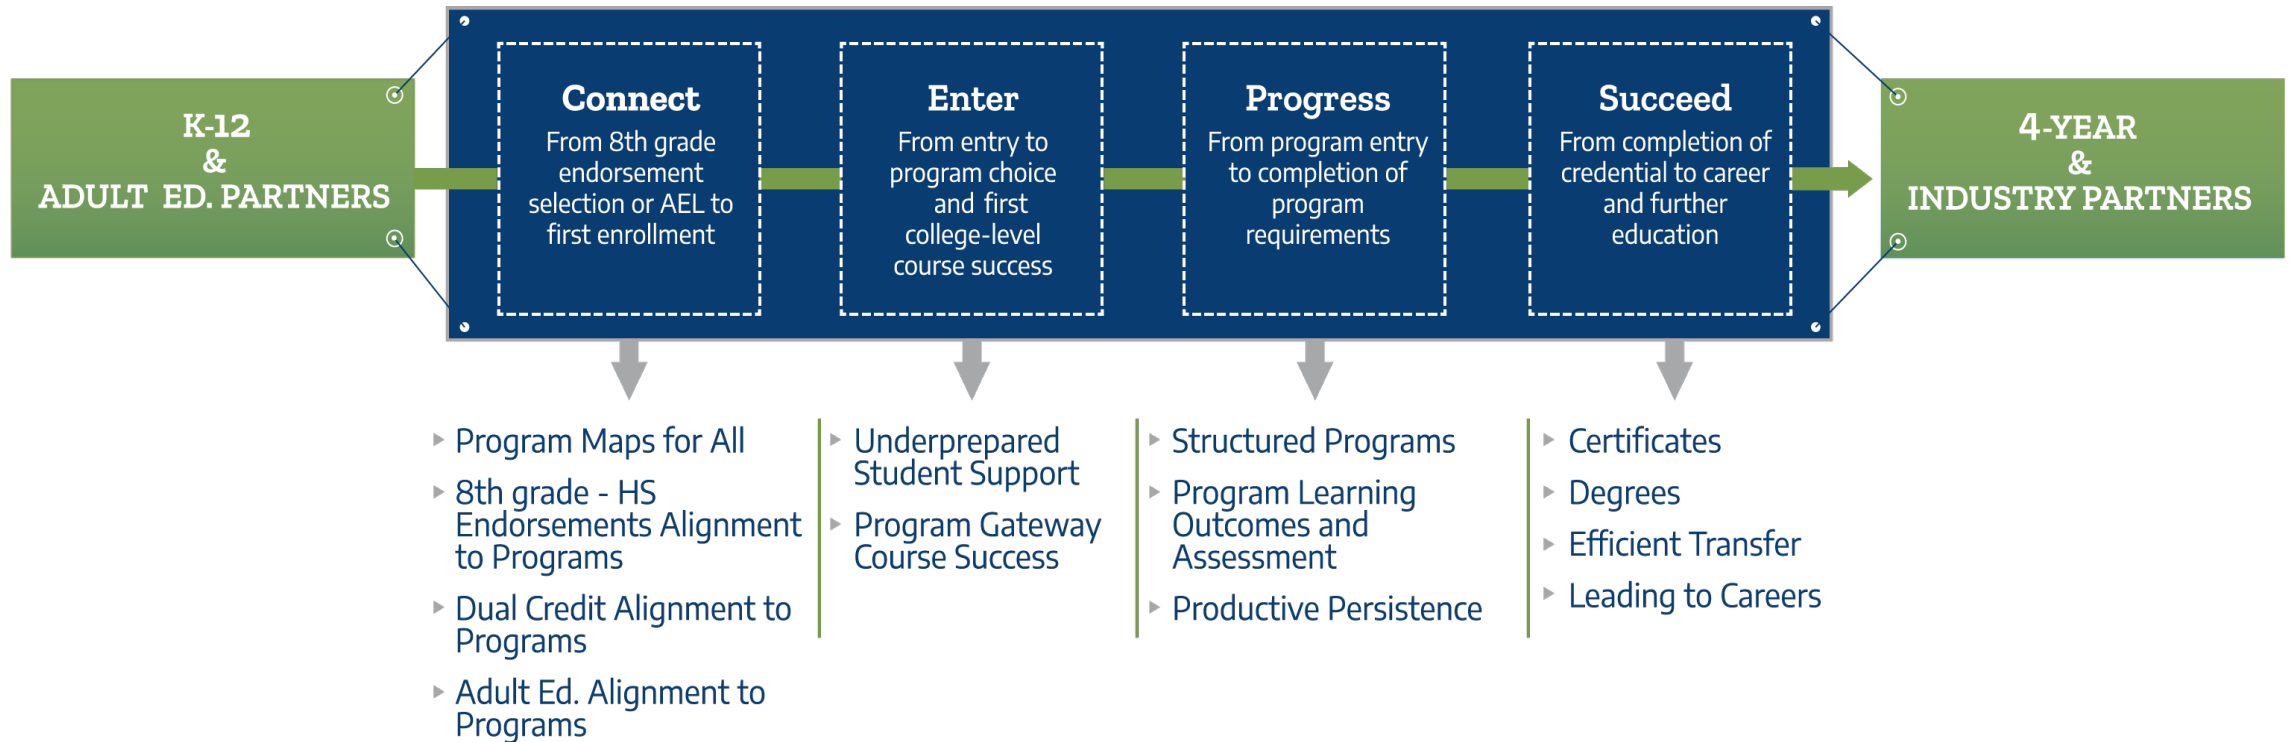 K-12
&
ADULT ED. PARTNERS
Connect
From 8th grade
endorsement
selection or AEL to
first enrollment
Enter
From entry to
program choice
and first
college-level
course success
Progress
From program entry
to completion of
program
requirements
Succeed
From completion of
credential to career
and further
education
4-YEAR
&
INDUSTRY PARTNERS
Program Maps for All
8th grade - HS
Endorsements Alignment
to Programs
Dual Credit Alignment to
Programs
Adult Ed. Alignment to
Programs
Underprepared
Student Support
Program Gateway
Course Success
Structured Programs
Program Learning
Outcomes and
Assessment
Productive Persistence
Certificates
Degrees
Efficient Transfer
Leading to Careers